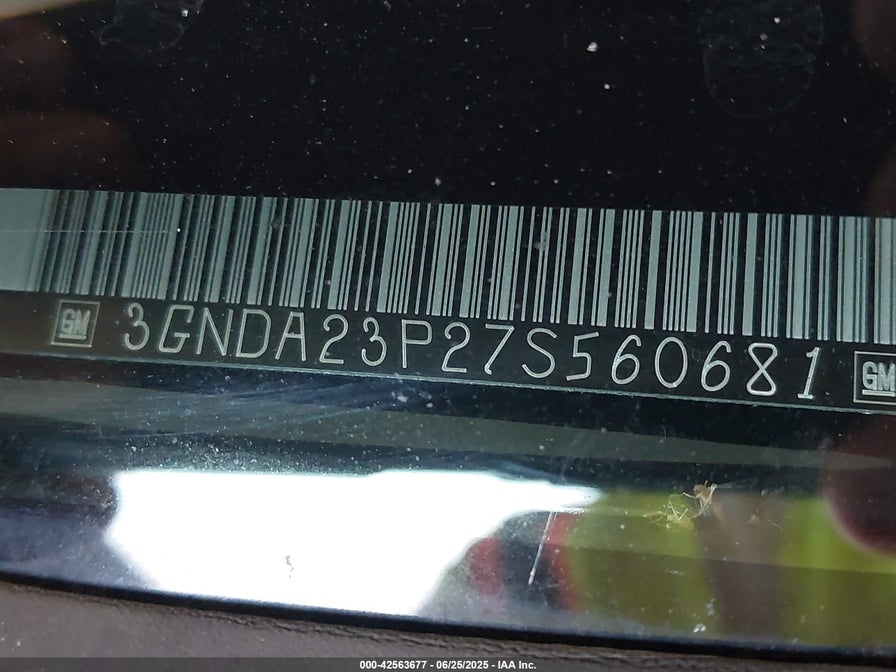 GM 3GNDA23P27S560681 GM
000-42563677 - 06/25/2025 - IAA Inc.